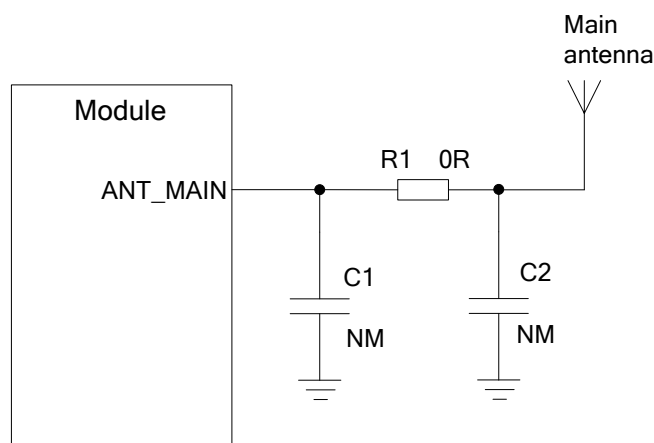 Main
antenna
Module
R1 0R
ANT_MAIN
C1
NM
C2
NM